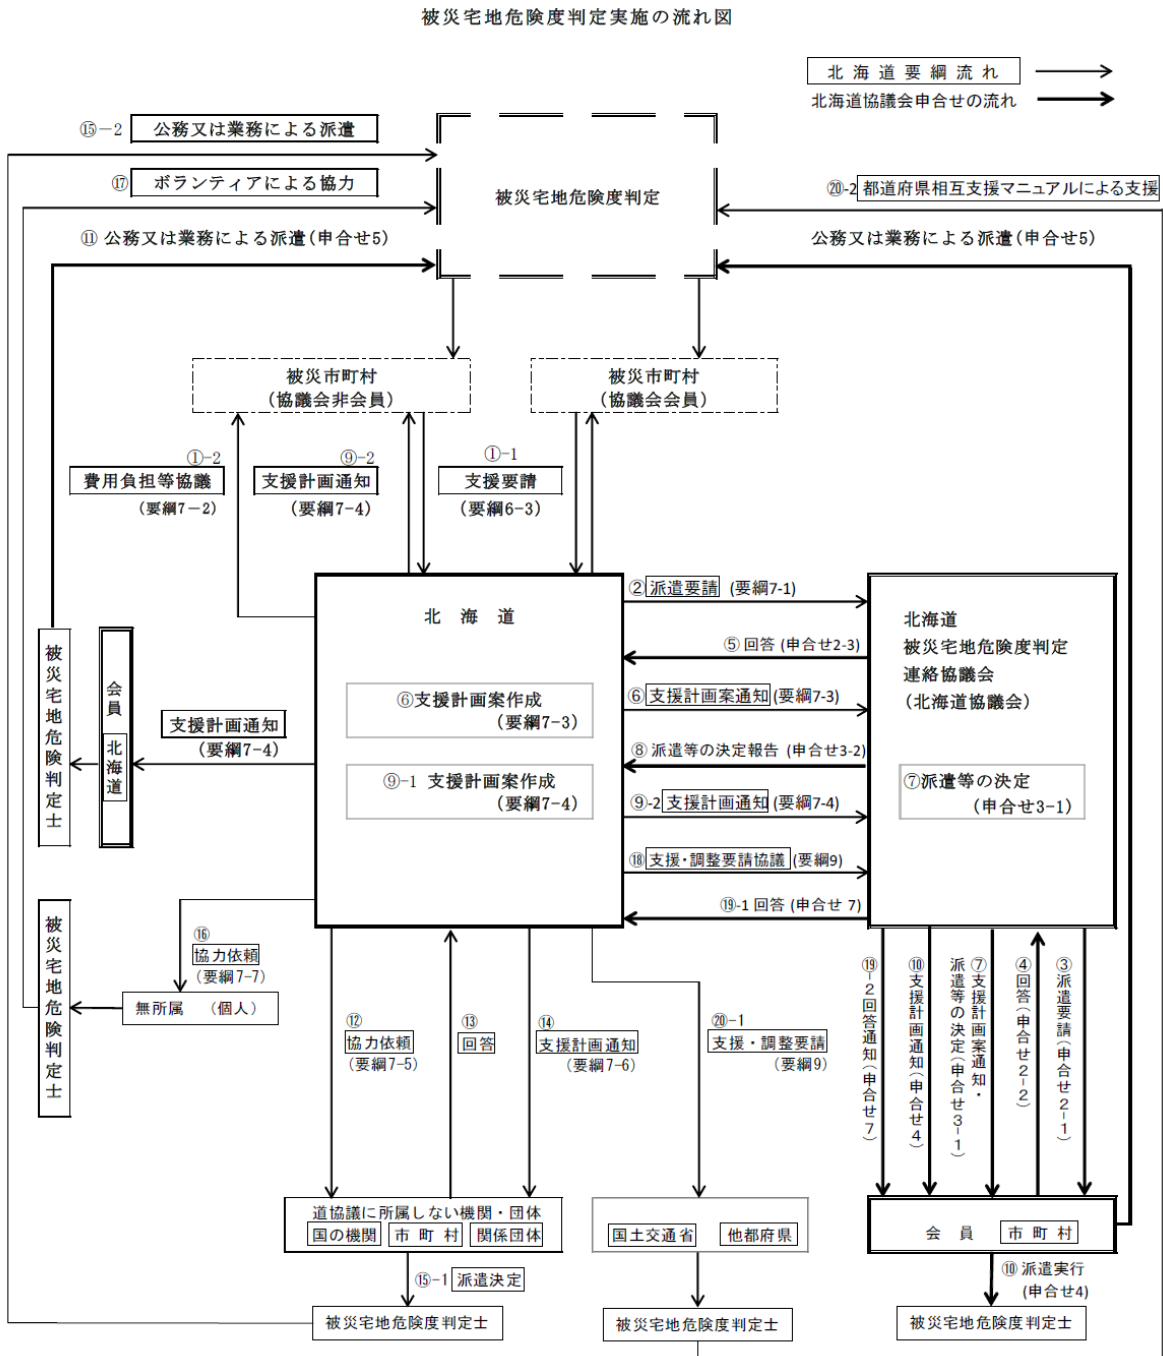 被災宅地危険度判定実施の流れ図
北海道要綱流れ
北海道協議会申合せの流れ
⑮－2 公務又は業務による派遣
⑰ ボランティアによる協力
被災宅地危険度判定
⑳-2 都道府県相互支援マニュアルによる支援
⑪ 公務又は業務による派遣(申合せ5)
公務又は業務による派遣(申合せ5)
被災市町村
(協議会非会員)
被災市町村
(協議会会員)
①-2
費用負担等協議
(要綱7－2)
⑨-2
支援計画通知
(要綱7-4)
①-1
支援要請
(要綱6-3)
北海道
⑥支援計画案作成
(要綱7-3)
⑨-1 支援計画案作成
(要綱7-4)
② 派遣要請 (要綱7-1)
⑤ 回答 (申合せ2-3)
⑥ 支援計画案通知 (要綱7-3)
⑧ 派遣等の決定報告 (申合せ3-2)
⑨-2 支援計画通知 (要綱7-4)
⑱ 支援・調整要請協議 (要綱9)
⑲-1 回答 (申合せ 7)
北海道
被災宅地危険度判定
連絡協議会
(北海道協議会)
⑦派遣等の決定
(申合せ3-1)
被災宅地危険判定士
会員 北海道
支援計画通知
(要綱7-4)
被災宅地危険判定士
⑯
協力依頼
(要綱7-7)
無所属 (個人)
⑫
協力依頼
(要綱7-5)
⑬
回答
⑭
支援計画通知
(要綱7-6)
⑳-1
支援・調整要請
(要綱9)
⑲-2回答通知(申合せ7)
⑩支援計画通知(申合せ4)
⑦支援計画案通知・
派遣等の決定(申合せ3-1)
④回答(申合せ2-2)
③派遣要請(申合せ2-1)
道協議に所属しない機関・団体
国の機関 市町村 関係団体
国土交通省 他都府県
会員 市町村
⑮-1 派遣決定
⑩ 派遣実行
(申合せ4)
被災宅地危険度判定士
被災宅地危険度判定士
被災宅地危険度判定士